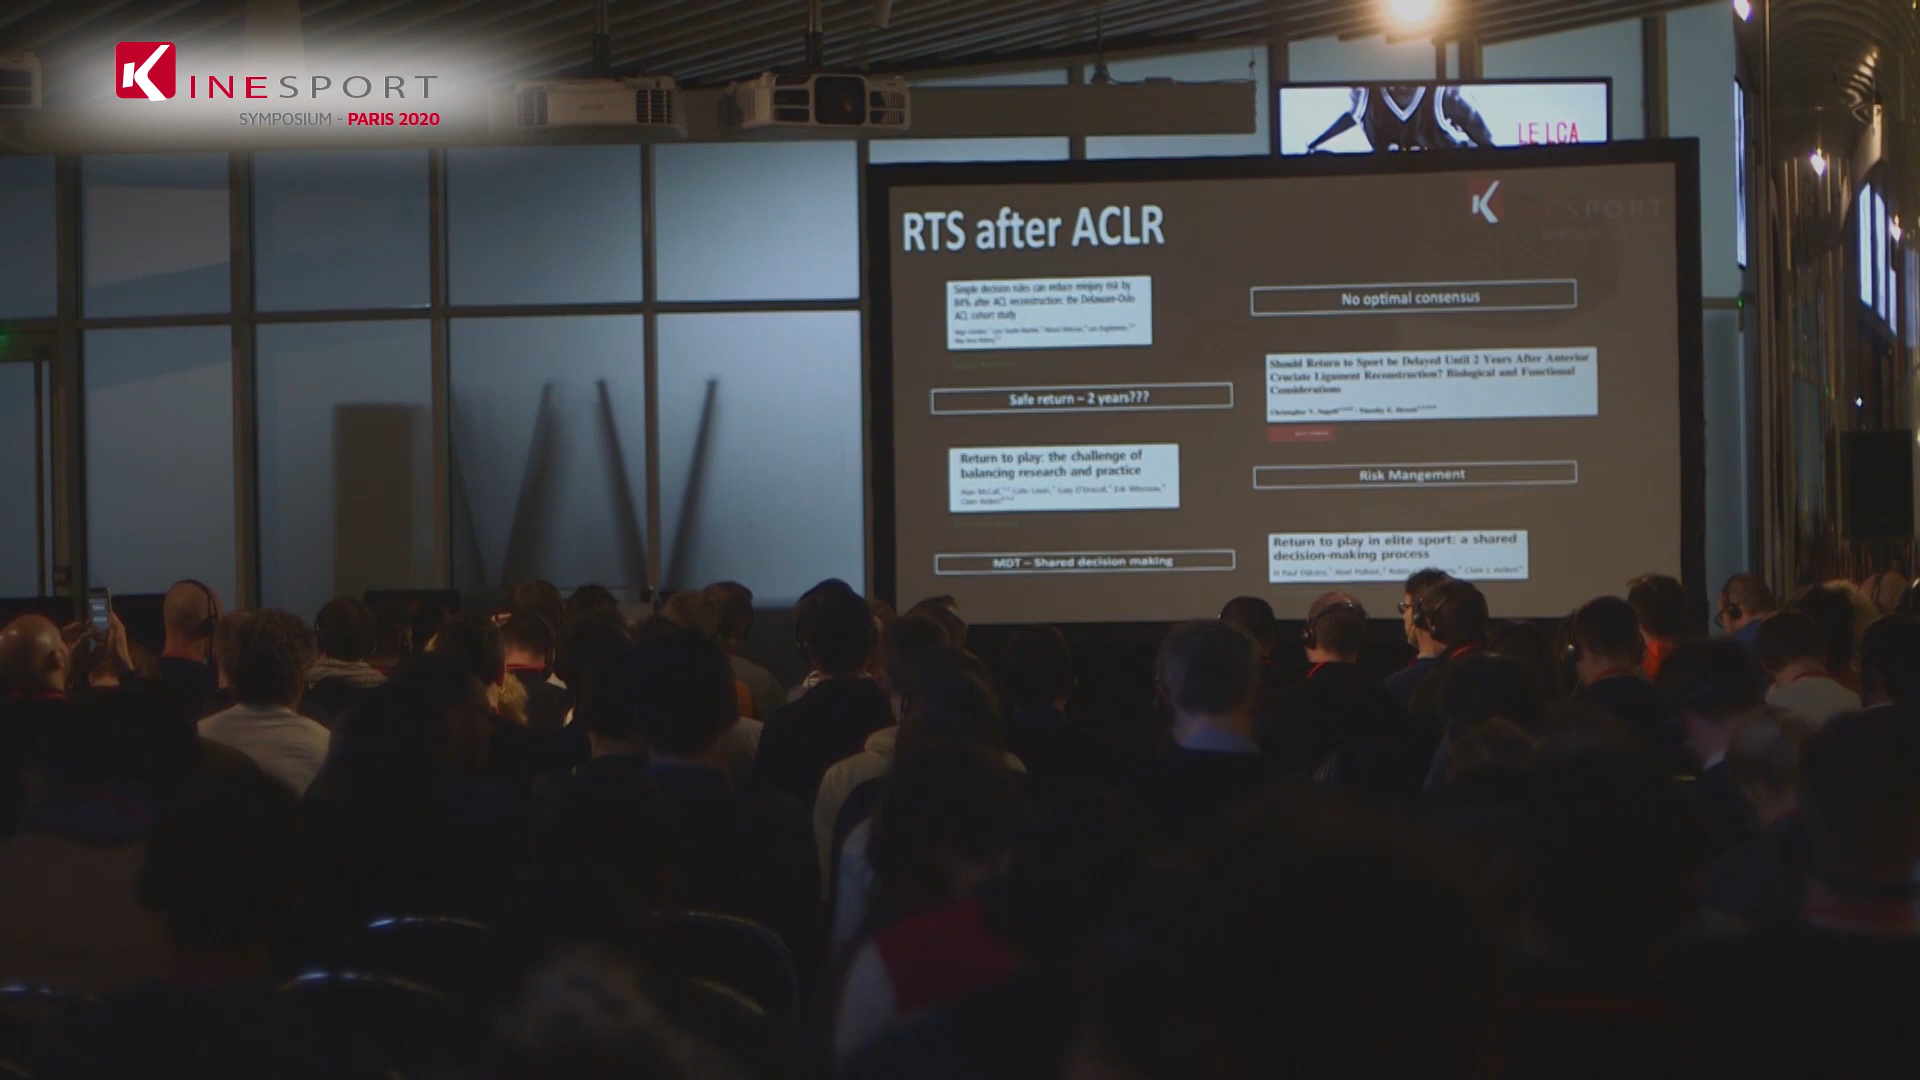 KINESPORT
SYMPOSIUM - PARIS 2020
LE LCA
RTS after ACLR
K
SPORT
Simple decision rules can reduce reinjury risk by
84% after ACL reconstruction: the Delaware-Oslo
ACL cohort study
No optimal consensus
Safe return – 2 years???
Should Return to Sport be Delayed Until 2 Years After Anterior
Cruciate Ligament Reconstruction? Biological and Functional
Considerations
Return to play: the challenge of
balancing research and practice
Risk Mangement
MDT – Shared decision making
Return to play in elite sport: a shared
decision-making process